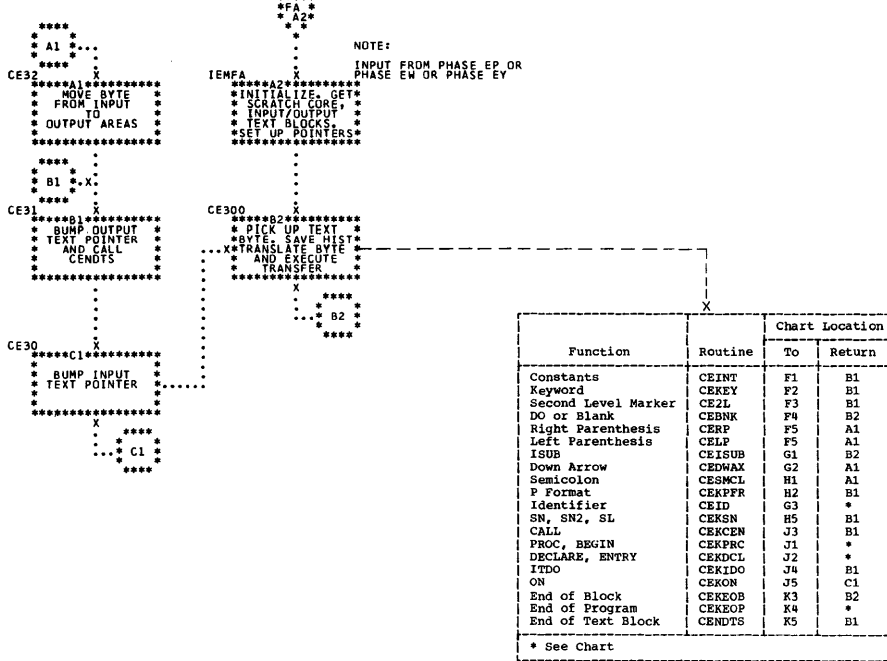 FA
A2
A1
CE32
A1
MOVE BYTE
FROM INPUT
TO
OUTPUT AREAS
B1
CE31
B1
BUMP OUTPUT
TEXT POINTER
AND CALL
CENDTS
CE30
C1
BUMP INPUT
TEXT POINTER
C1
NOTE:
INPUT FROM PHASE EP OR
PHASE EW OR PHASE EY
IEMFA
A2
INITIALIZE. GET
SCRATCH CORE,
INPUT/OUTPUT
TEXT BLOCKS.
SET UP POINTERS
CE300
B2
PICK UP TEXT
BYTE. SAVE HIST
TRANSLATE BYTE
AND EXECUTE
TRANSFER
B2
Chart Location
Function Routine To Return
Constants CEINT F1 B1
Keyword CEKEY F2 B1
Second Level Marker CE2L F3 B1
DO or Blank CEBNK F4 B2
Right Parenthesis CERP F5 A1
Left Parenthesis CELP F5 A1
ISUB CEISUB G1 B2
Down Arrow CEDWAX G2 A1
Semicolon CESMCL H1 A1
P Format CEKPFR H2 B1
Identifier CEID G3 *
SN, SN2, SL CEKSN H5 B1
CALL CEKCEN J3 B1
PROC, BEGIN CEKPRC J1 *
DECLARE, ENTRY CEKDCL J2 *
ITDO CEKIDO J4 B1
ON CEKON J5 C1
End of Block CEKEOB K3 B2
End of Program CEKEOP K4 *
End of Text Block CENDTS K5 B1
* See Chart